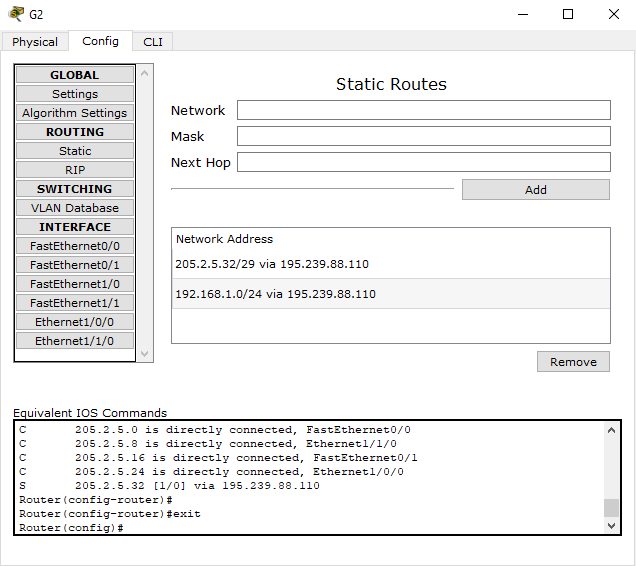 G2
Physical Config CLI
GLOBAL
Settings
Algorithm Settings
ROUTING
Static
RIP
SWITCHING
VLAN Database
INTERFACE
FastEthernet0/0
FastEthernet0/1
FastEthernet1/0
FastEthernet1/1
Ethernet1/0/0
Ethernet1/1/0
Static Routes
Network
Mask
Next Hop
Add
Network Address
205.2.5.32/29 via 195.239.88.110
192.168.1.0/24 via 195.239.88.110
Remove
Equivalent IOS Commands
C 205.2.5.0 is directly connected, FastEthernet0/0
C 205.2.5.8 is directly connected, Ethernet1/1/0
C 205.2.5.16 is directly connected, FastEthernet0/1
C 205.2.5.24 is directly connected, Ethernet1/0/0
S 205.2.5.32 [1/0] via 195.239.88.110
Router(config-router)#
Router(config-router)#exit
Router(config)#